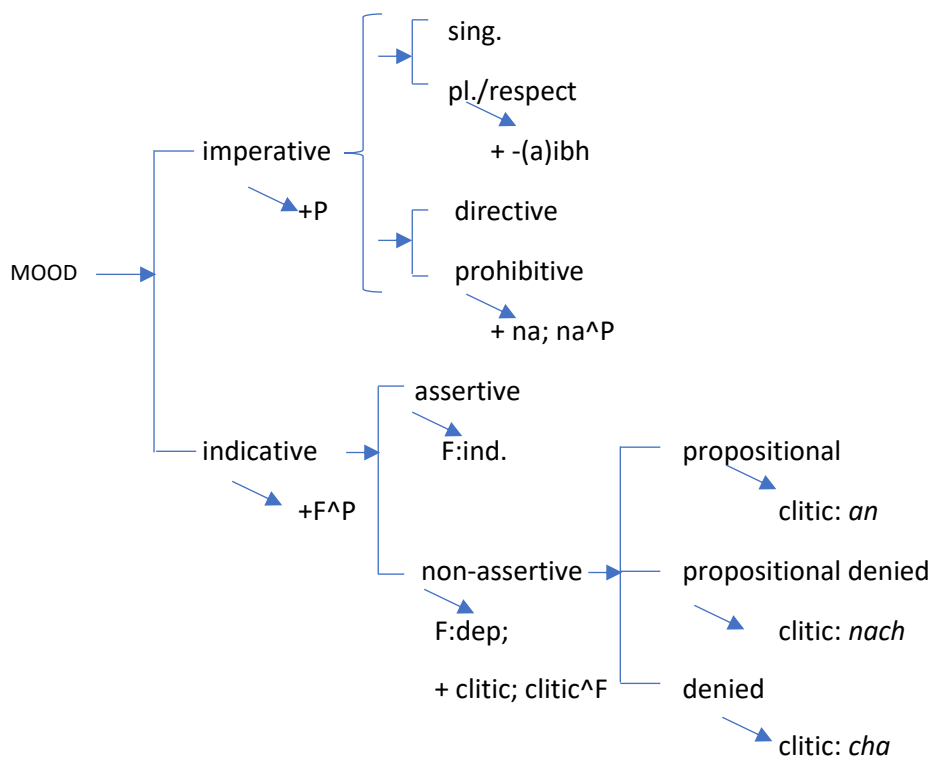 sing.
pl./respect
+ -(a)ibh
imperative
+P
directive
prohibitive
+ na; na^P
MOOD
assertive
F:ind.
indicative
+F^P
non-assertive
F:dep;
+ clitic; clitic^F
propositional
clitic: an
propositional denied
clitic: nach
denied
clitic: cha